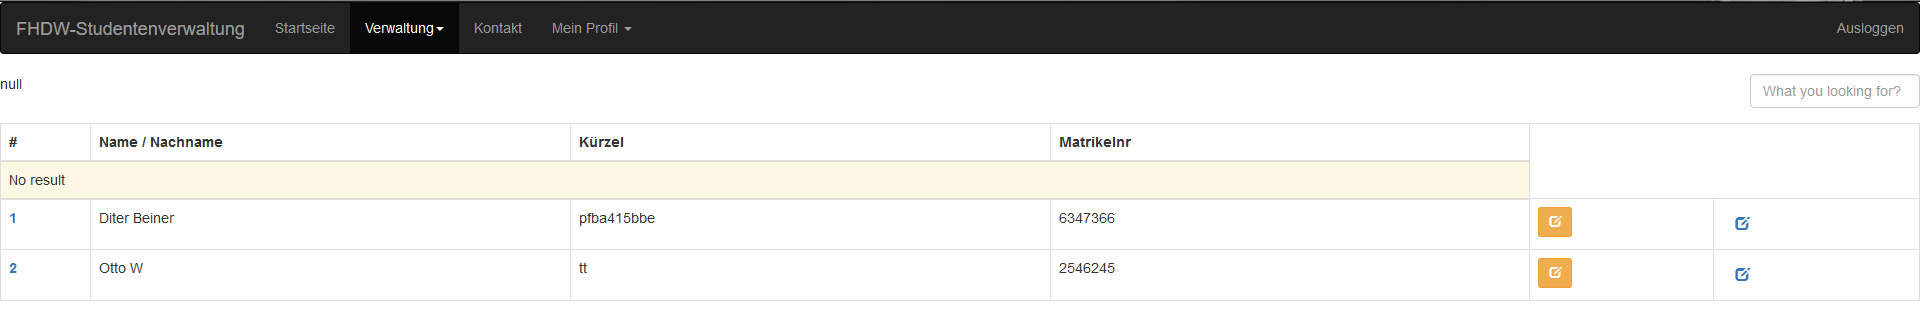 FHDW-Studentenverwaltung Startseite Verwaltung Kontakt Mein Profil Ausloggen
null What you looking for?
# Name / Nachname Kürzel Matrikelnr
No result
1 Diter Beiner pfba415bbe 6347366
2 Otto W tt 2546245